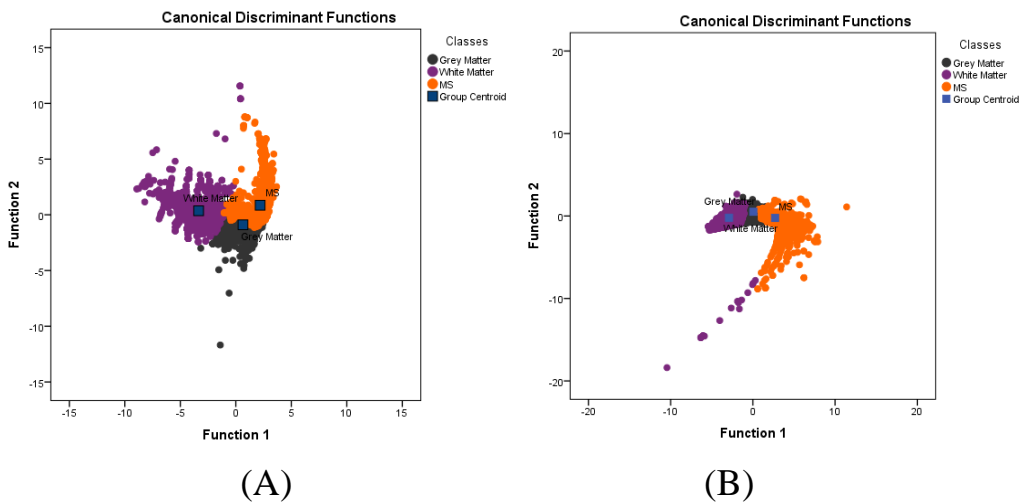 Canonical Discriminant Functions
Classes
Grey Matter
White Matter
MS
Group Centroid
15
10
5
0
-5
-10
-15
Function 2
White Matter
MS
Grey Matter
-15
-10
-5
0
5
10
15
Function 1
(A)
Canonical Discriminant Functions
Classes
Grey Matter
White Matter
MS
Group Centroid
20
10
0
-10
-20
Function 2
Grey Matter
MS
White Matter
-20
-10
0
10
20
Function 1
(B)